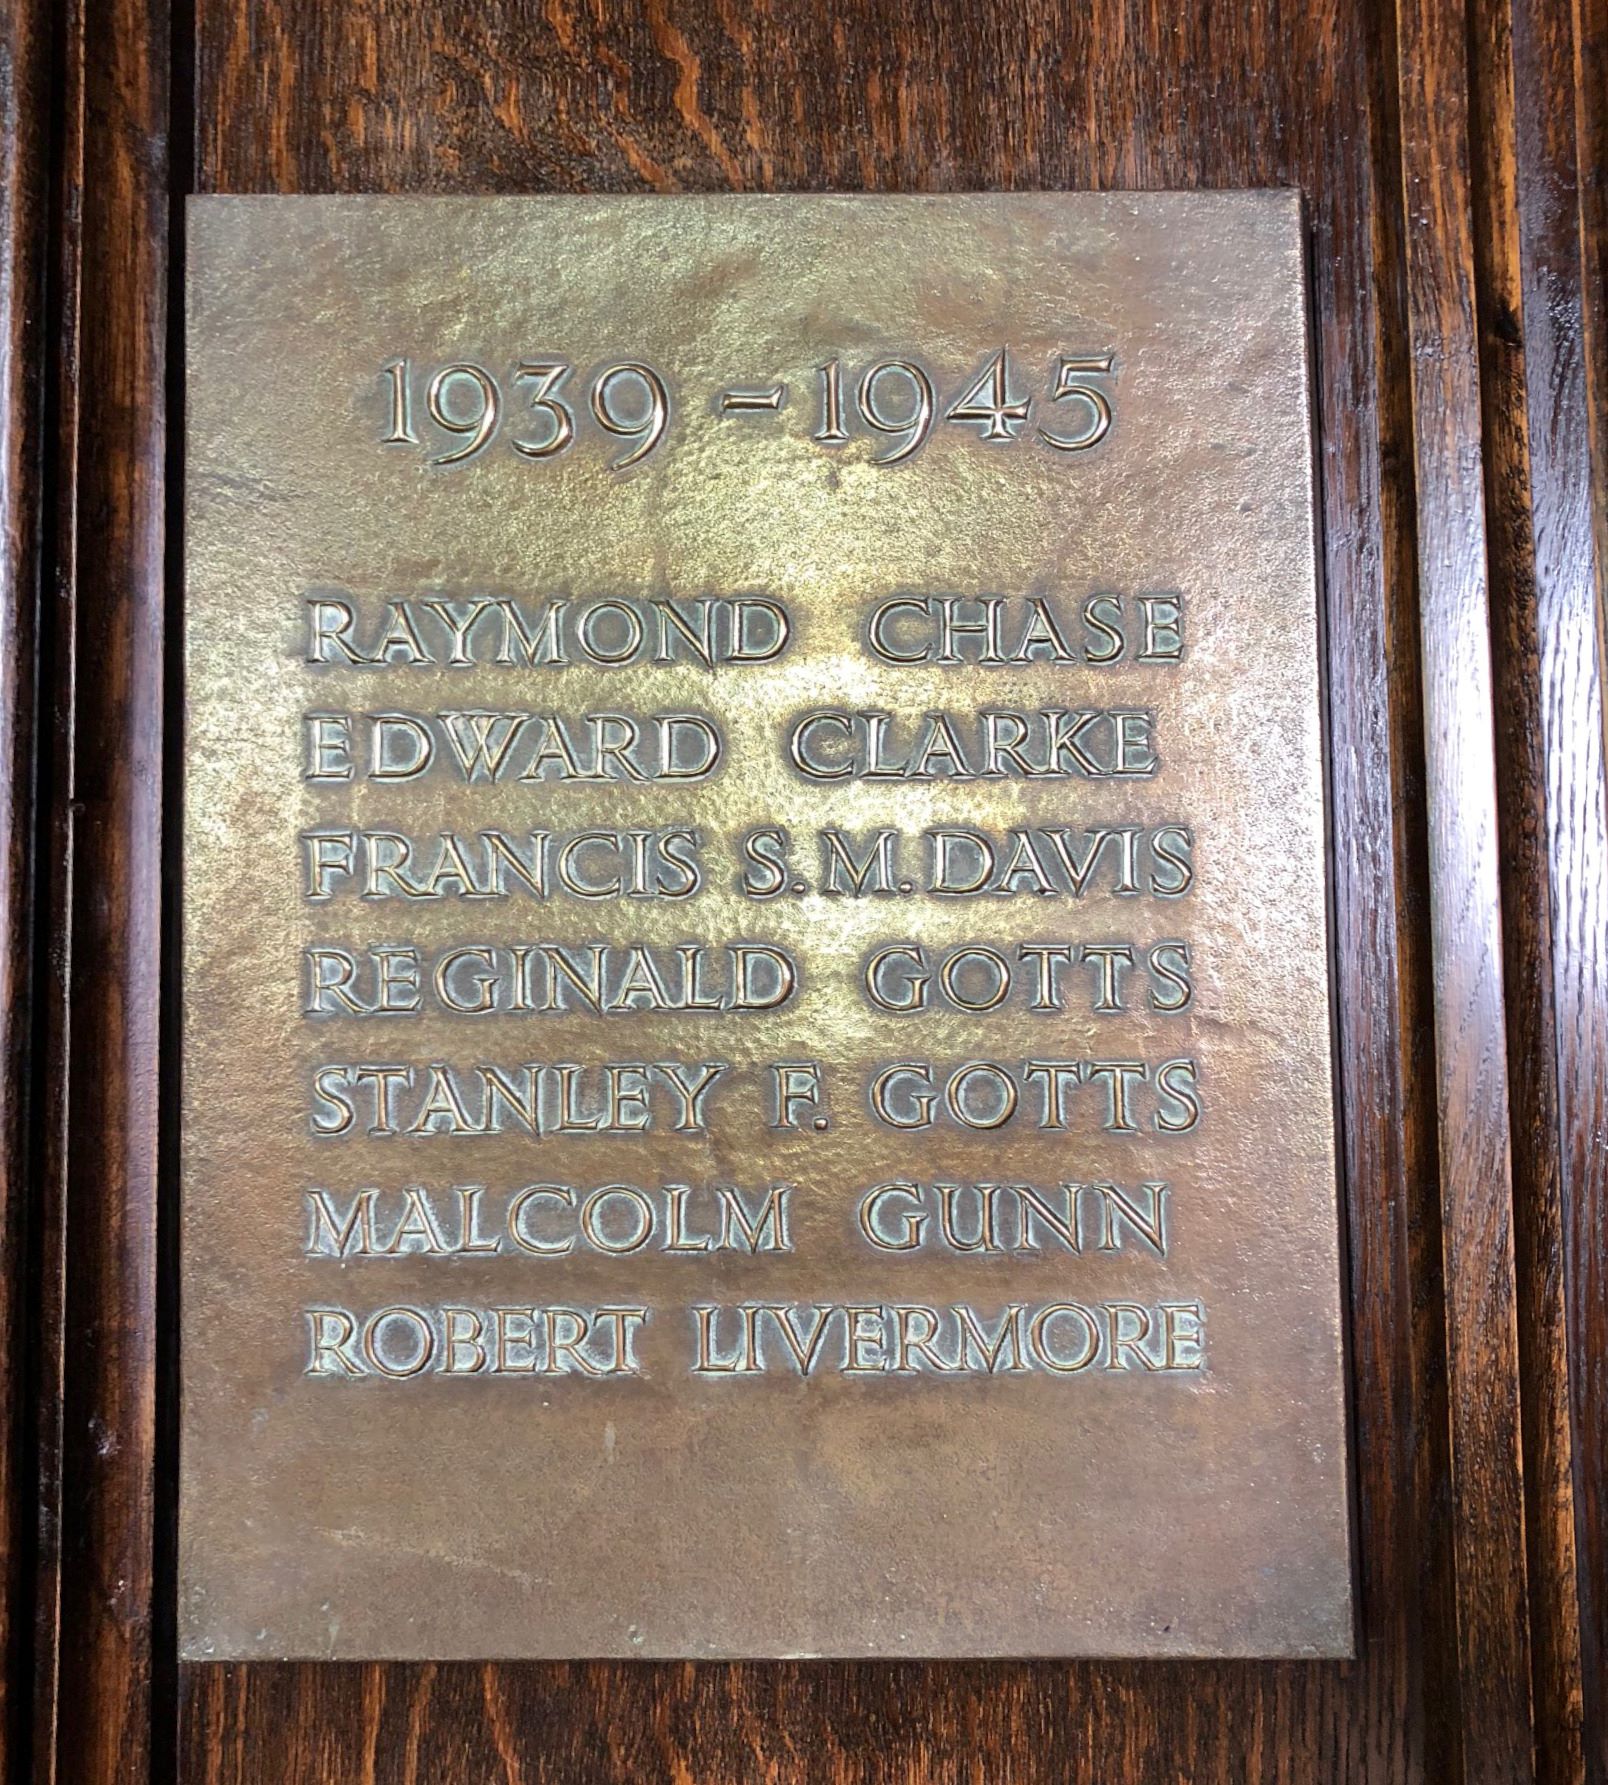 1939-1945
RAYMOND CHASE
EDWARD CLARKE
FRANCIS S.M.DAVIS
REGINALD GOTTS
STANLEY F. GOTTS
MALCOLM GUNN
ROBERT LIVERMORE